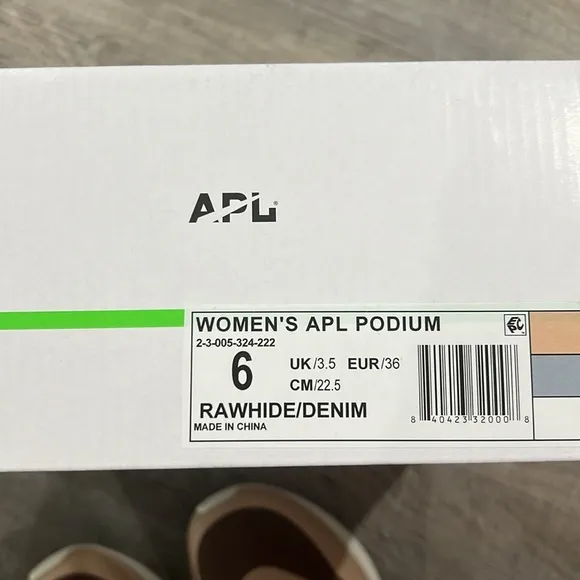 APL®
WOMEN'S APL PODIUM
2-3-005-324-222
6
UK/3.5 EUR/36
CM/22.5
RAWHIDE/DENIM
MADE IN CHINA
8 40423 32000 8